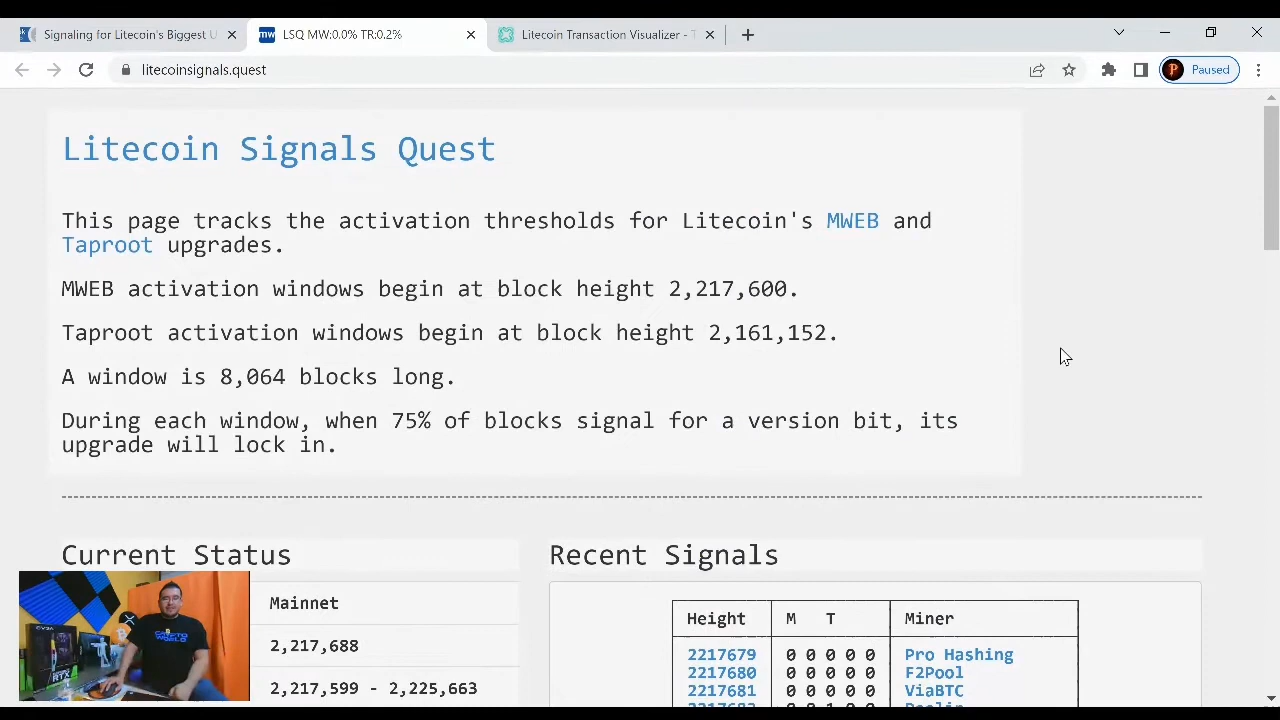 Signaling for Litecoin's Biggest U
LSQ MW:0.0% TR:0.2%
Litecoin Transaction Visualizer - T
litecoinsignals.quest
Paused
Litecoin Signals Quest
This page tracks the activation thresholds for Litecoin's MWEB and
Taproot upgrades.
MWEB activation windows begin at block height 2,217,600.
Taproot activation windows begin at block height 2,161,152.
A window is 8,064 blocks long.
During each window, when 75% of blocks signal for a version bit, its
upgrade will lock in.
Current Status
Mainnet
2,217,688
2,217,599 - 2,225,663
Recent Signals
Height M T Miner
2217679 0 0 0 0 0 Pro Hashing
2217680 0 0 0 0 0 F2Pool
2217681 0 0 0 0 0 ViaBTC